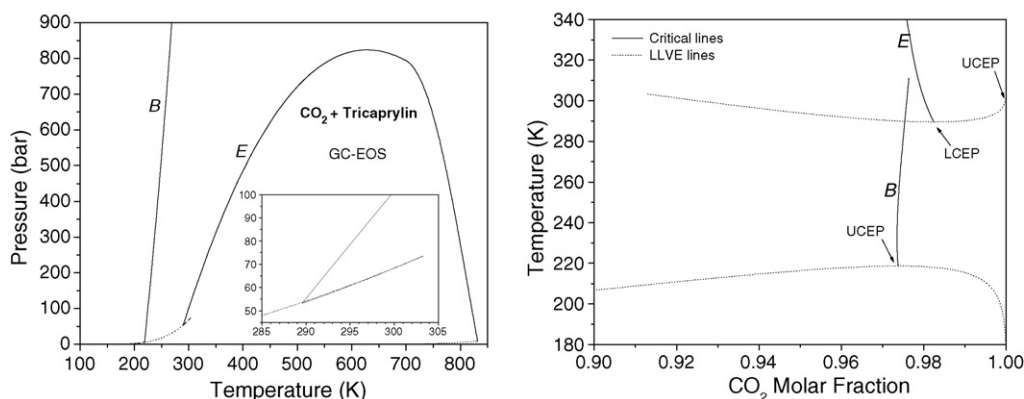 900
800
700
600
500
400
300
200
100
0
Pressure (bar)
B
E
CO2 + Tricaprylin
GC-EOS
100
90
80
70
60
50
285 290 295 300 305
100 200 300 400 500 600 700 800
Temperature (K)
340
320
300
280
260
240
220
200
180
Temperature (K)
Critical lines
LLVE lines
E
UCEP
LCEP
B
UCEP
0.90 0.92 0.94 0.96 0.98 1.00
CO2 Molar Fraction